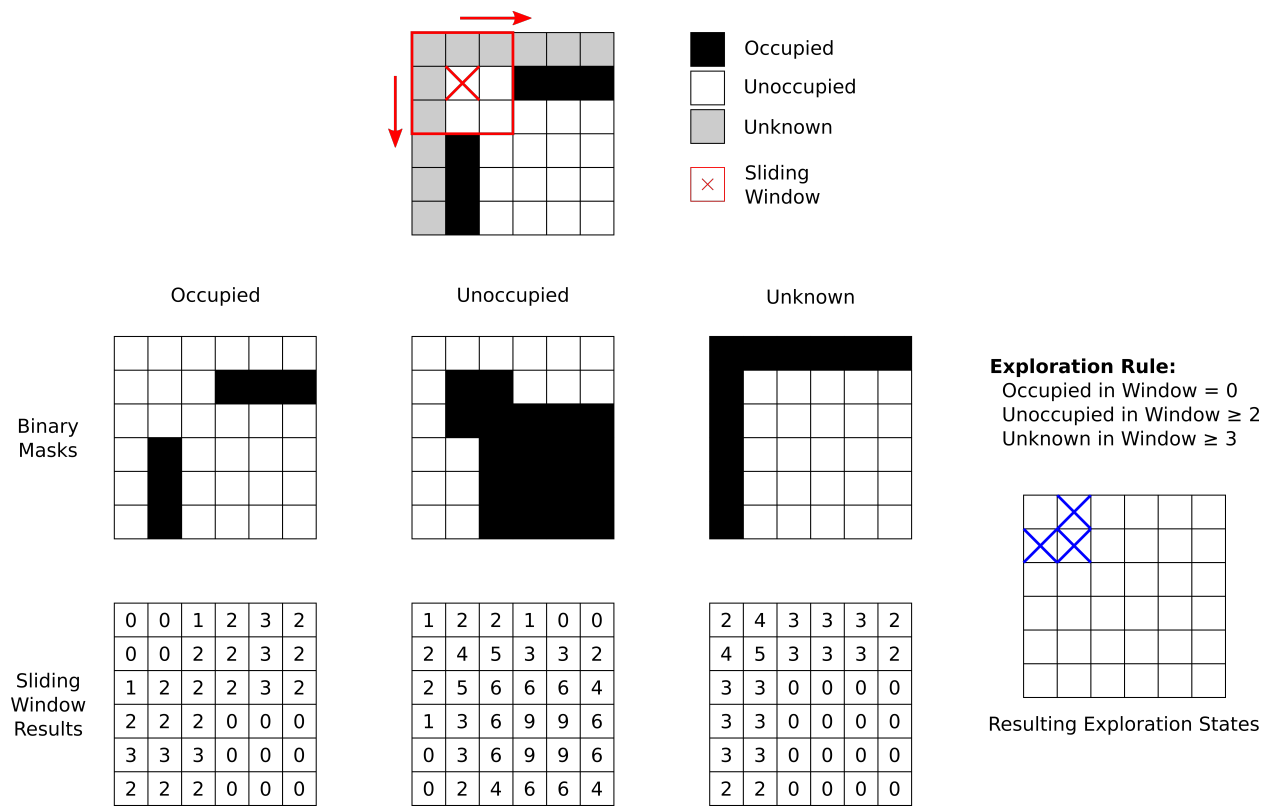 Occupied
Unoccupied
Unknown
Sliding
Window
Occupied
Unoccupied
Unknown
Binary
Masks
Exploration Rule:
Occupied in Window = 0
Unoccupied in Window ≥ 2
Unknown in Window ≥ 3
Sliding
Window
Results
0 0 1 2 3 2
0 0 2 2 3 2
1 2 2 2 3 2
2 2 2 0 0 0
3 3 3 0 0 0
2 2 2 0 0 0
1 2 2 1 0 0
2 4 5 3 3 2
2 5 6 6 6 4
1 3 6 9 9 6
0 3 6 9 9 6
0 2 4 6 6 4
2 4 3 3 3 2
4 5 3 3 3 2
3 3 0 0 0 0
3 3 0 0 0 0
3 3 0 0 0 0
2 2 0 0 0 0
Resulting Exploration States